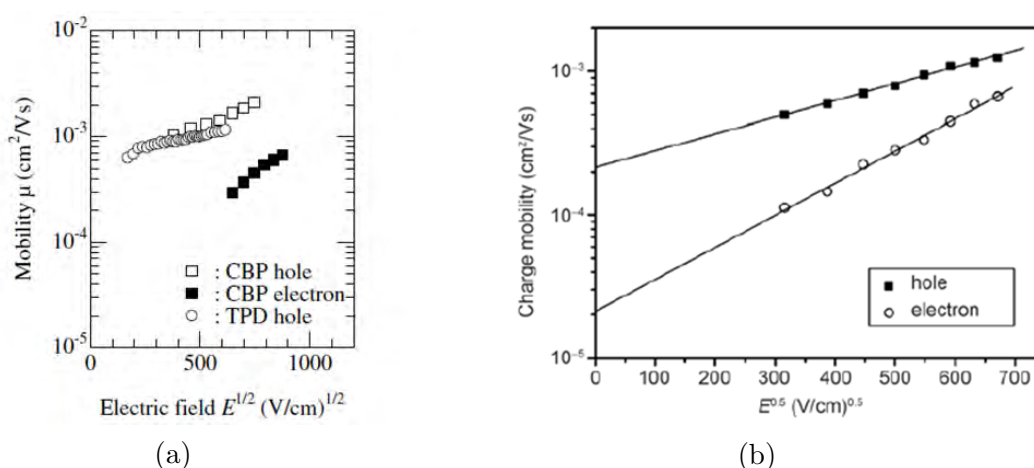 10⁻²
10⁻³
10⁻⁴
10⁻⁵
Mobility μ (cm²/Vs)
□ : CBP hole
■ : CBP electron
○ : TPD hole
0 500 1000
Electric field E^1/2 (V/cm)^1/2
(a)
10⁻³
10⁻⁴
10⁻⁵
Charge mobility (cm²/Vs)
■ hole
○ electron
0 100 200 300 400 500 600 700
E^0.5 (V/cm)^0.5
(b)